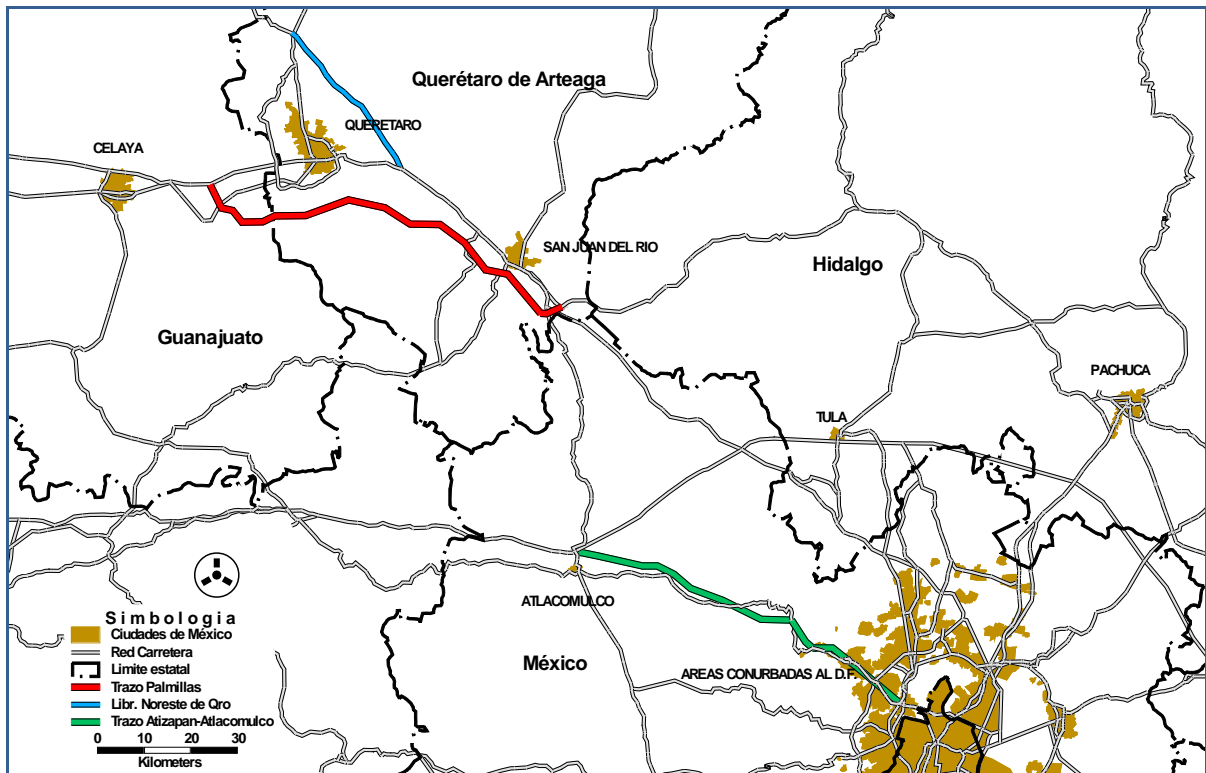 Querétaro de Arteaga
QUERETARO
CELAYA
SAN JUAN DEL RIO
Hidalgo
Guanajuato
PACHUCA
TULA
ATLACOMULCO
México
AREAS CONURBADAS AL D.F.
Simbologia
Ciudades de México
Red Carretera
Limite estatal
Trazo Palmillas
Libr. Noreste de Qro
Trazo Atizapan-Atlacomulco
0 10 20 30
Kilometers